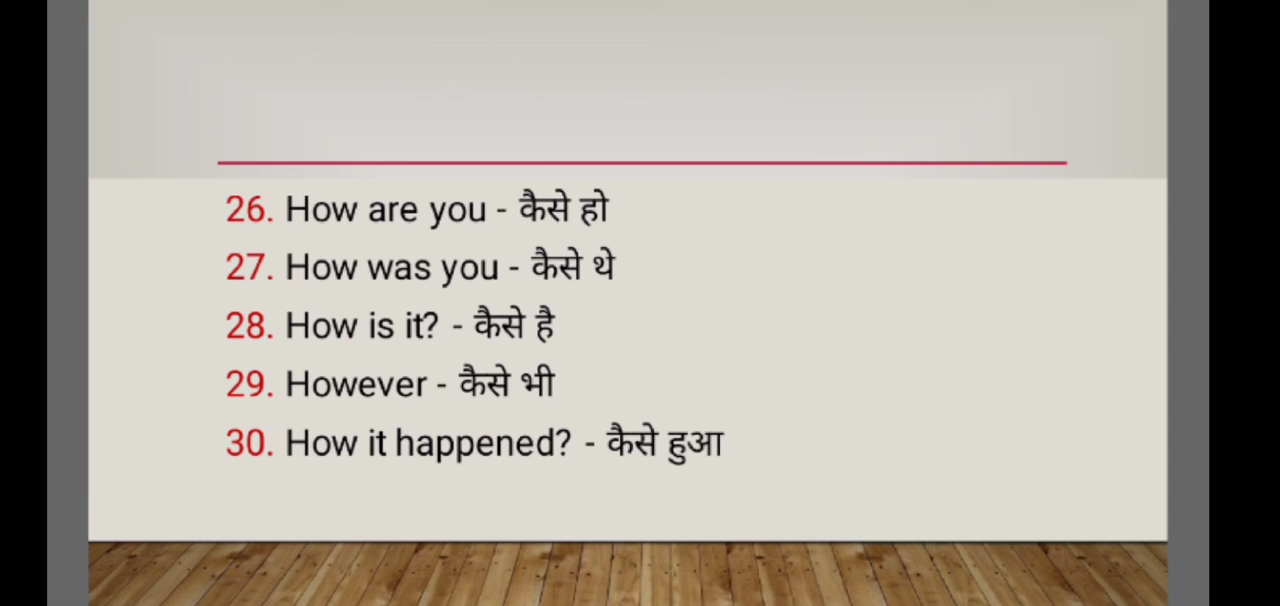 26. How are you - कैसे हो
27. How was you - कैसे थे
28. How is it? - कैसे है
29. However - कैसे भी
30. How it happened? - कैसे हुआ